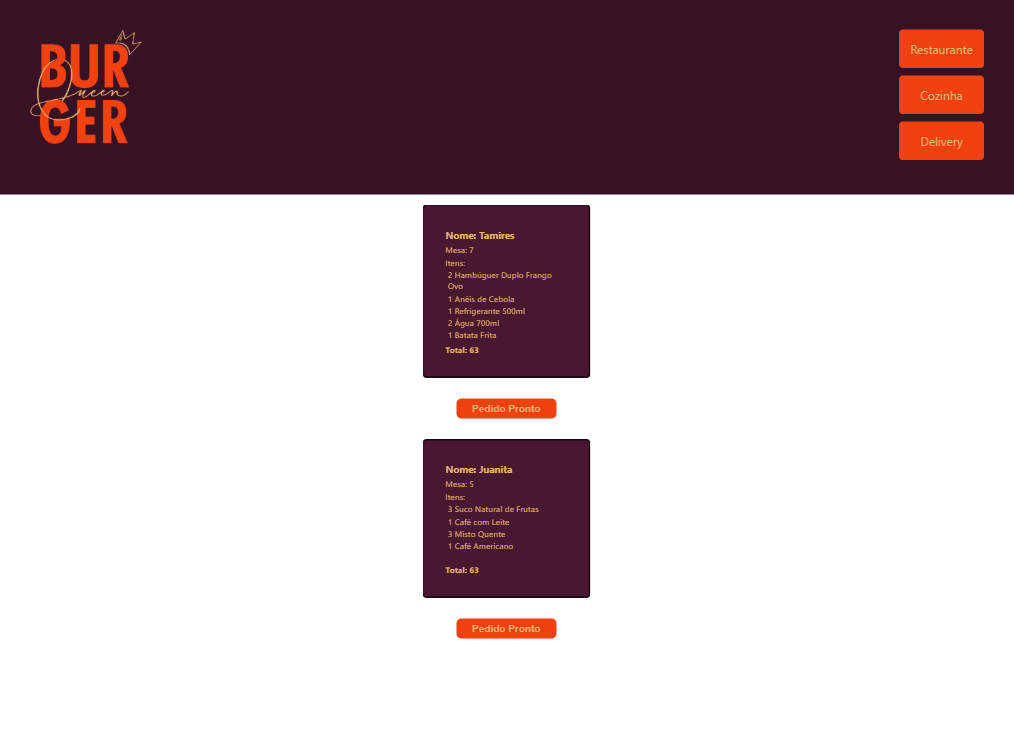 BUR
Queen
GER
Restaurante
Cozinha
Delivery
Nome: Tamires
Mesa: 7
Itens:
2 Hambúguer Duplo Frango
Ovo
1 Anéis de Cebola
1 Refrigerante 500ml
2 Água 700ml
1 Batata Frita
Total: 63
Pedido Pronto
Nome: Juanita
Mesa: 5
Itens:
3 Suco Natural de Frutas
1 Café com Leite
3 Misto Quente
1 Café Americano
Total: 63
Pedido Pronto